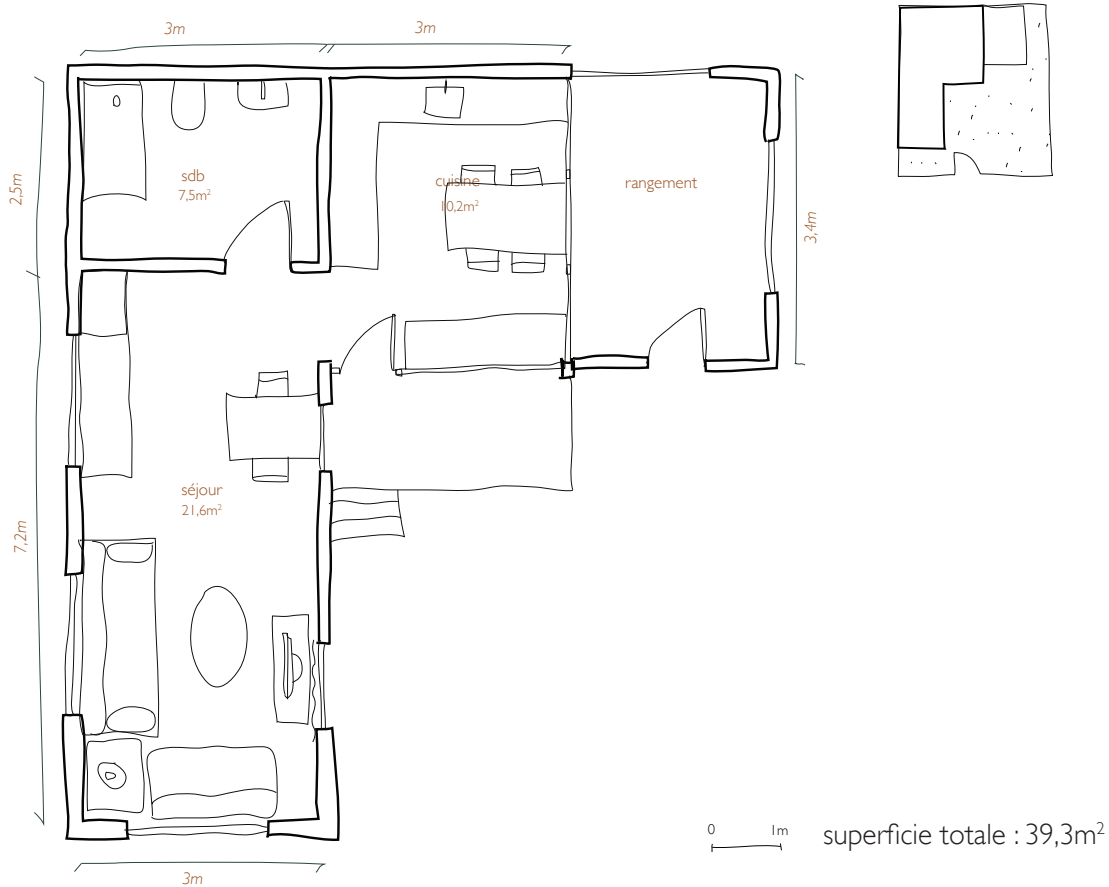 3m
3m
2,5m
sdb
7,5m²
cuisine
10,2m²
rangement
3,4m
séjour
21,6m²
7,2m
0 1m
superficie totale : 39,3m²
3m